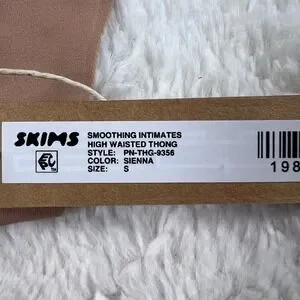 SKIMS
SMOOTHING INTIMATES
HIGH WAISTED THONG
STYLE: PN-THG-9356
COLOR: SIENNA
SIZE: S
198